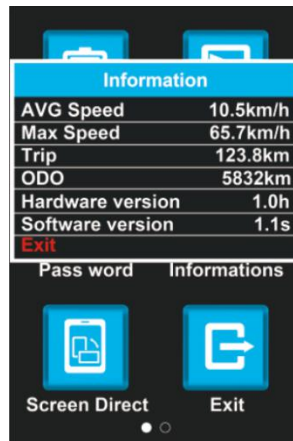 Information
AVG Speed 10.5km/h
Max Speed 65.7km/h
Trip 123.8km
ODO 5832km
Hardware version 1.0h
Software version 1.1s
Exit
Pass word Informations
Screen Direct Exit